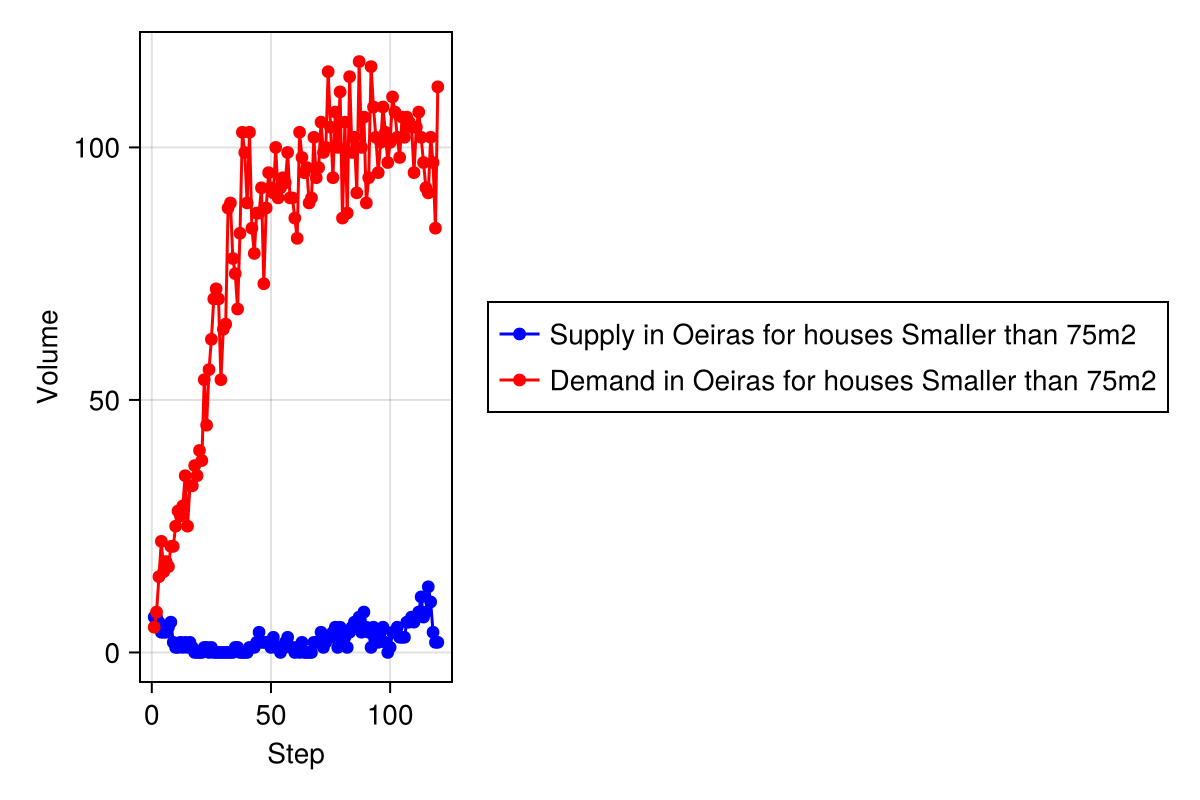 Volume
100
50
0
0 50 100
Step
Supply in Oeiras for houses Smaller than 75m2
Demand in Oeiras for houses Smaller than 75m2